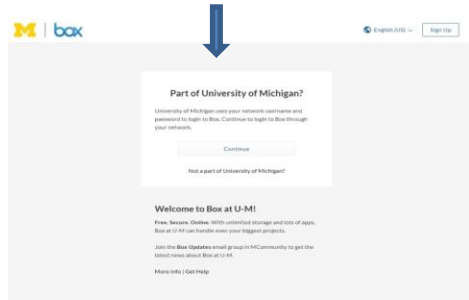 M | box
English (US)
Sign Up
Part of University of Michigan?
University of Michigan uses your network username and
password to login to Box. Continue to login to Box through
your network.
Continue
Not a part of University of Michigan?
Welcome to Box at U-M!
Free. Secure. Online. With unlimited storage and lots of apps,
Box at U-M can handle even your biggest projects.
Join the Box Updates email group in MCommunity to get the
latest news about Box at U-M.
More Info | Get Help